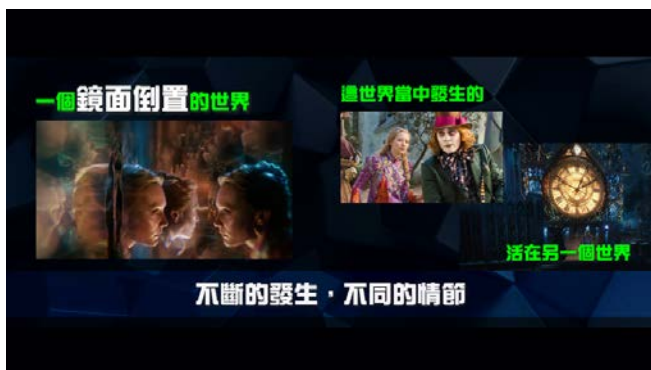 一個鏡面倒置的世界
這世界當中發生的
活在另一個世界
不斷的發生，不同的情節